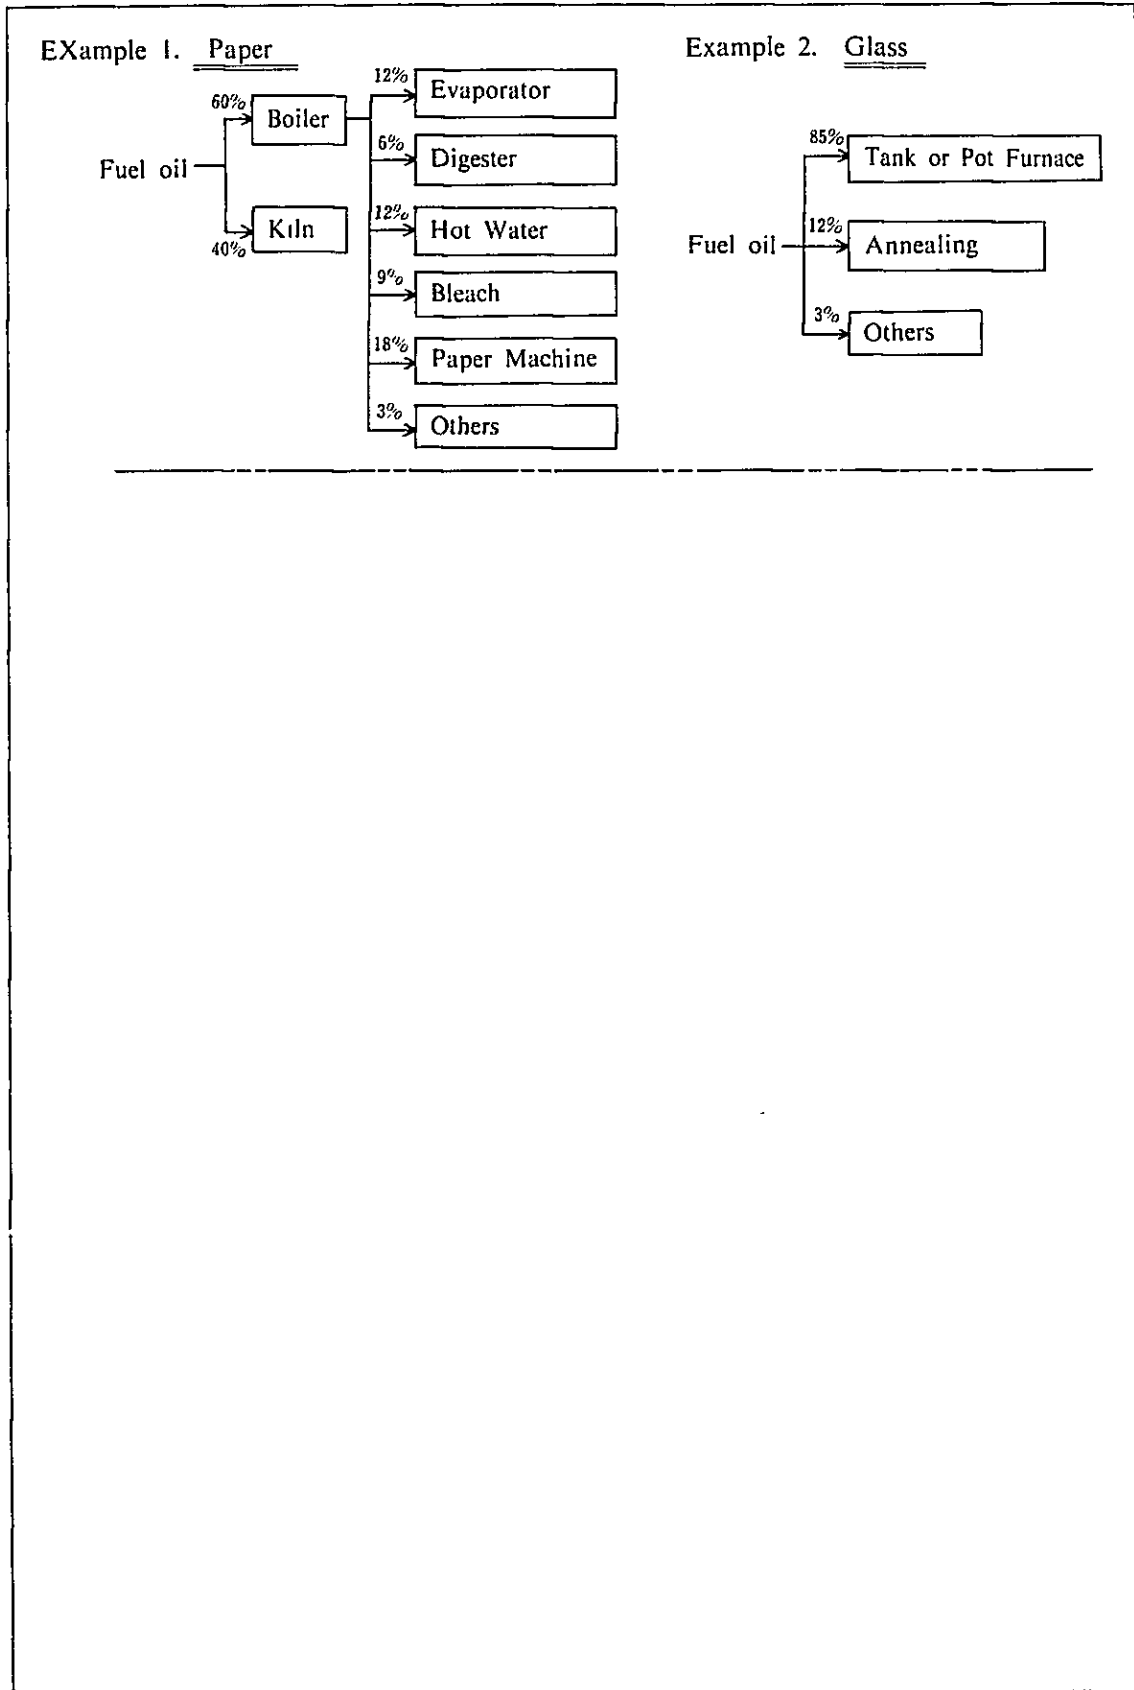 EXample 1. Paper
60%
Boiler
Fuel oil
Kiln
40%
12%
Evaporator
6%
Digester
12%
Hot Water
9%
Bleach
18%
Paper Machine
3%
Others
Example 2. Glass
85%
Tank or Pot Furnace
Fuel oil
12%
Annealing
3%
Others